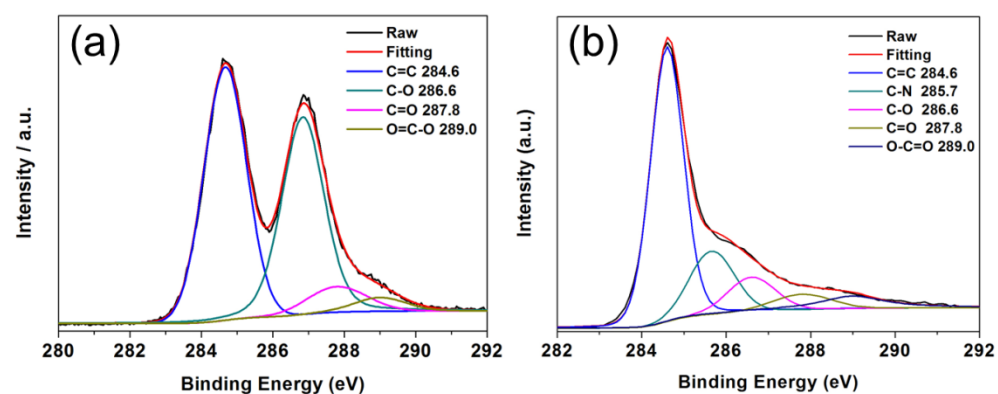 (a)
Raw
Fitting
C=C 284.6
C-O 286.6
C=O 287.8
O=C-O 289.0
Intensity / a.u.
280 282 284 286 288 290 292
Binding Energy (eV)
(b)
Raw
Fitting
C=C 284.6
C-N 285.7
C-O 286.6
C=O 287.8
O-C=O 289.0
Intensity (a.u.)
282 284 286 288 290 292
Binding Energy (eV)